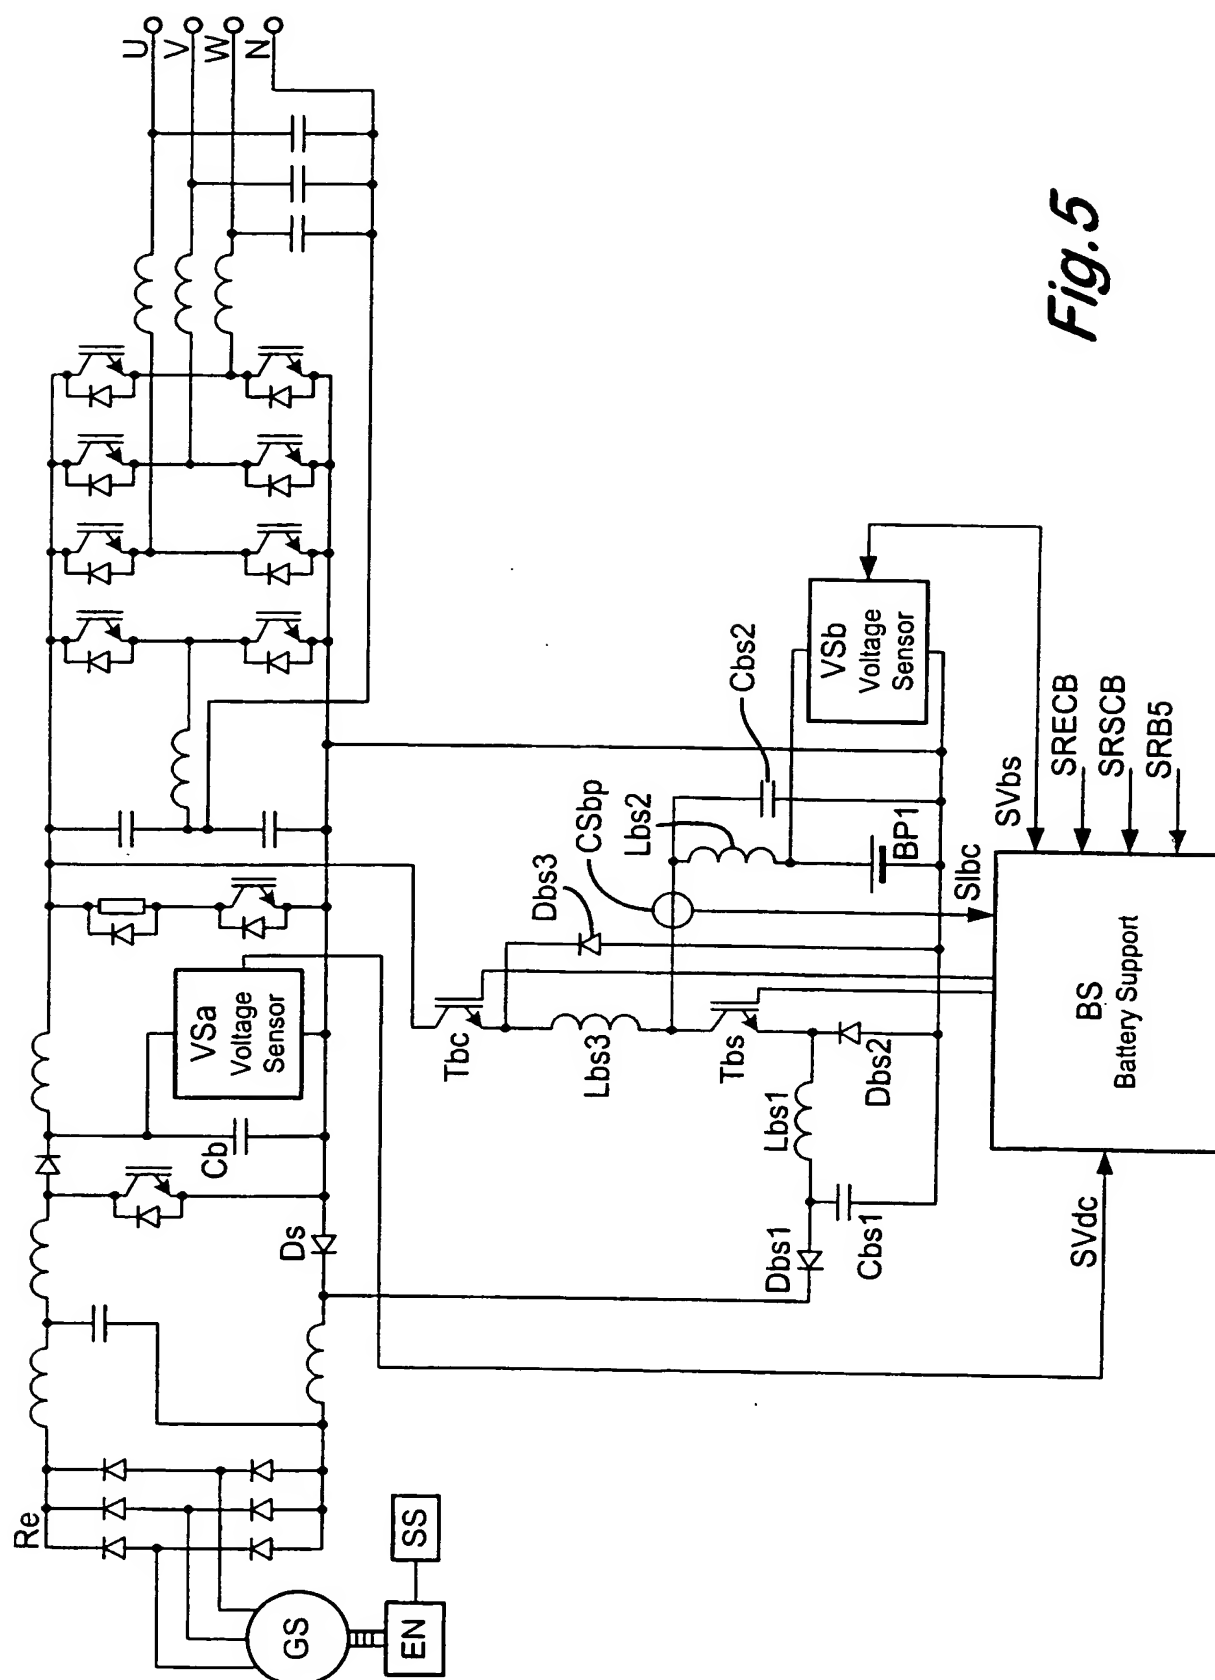 U
V
W
N
Re
GS
EN
SS
Ds
Cb
VSa
Voltage
Sensor
Tbc
Lbs3
Dbs3
CSbp
Lbs2
Cbs2
BP1
VSb
Voltage
Sensor
Tbs
Dbs2
Lbs1
Dbs1
Cbs1
SVdc
SIbc
SVbs
SRECB
SRSCB
SRB5
BS
Battery Support
Fig.5